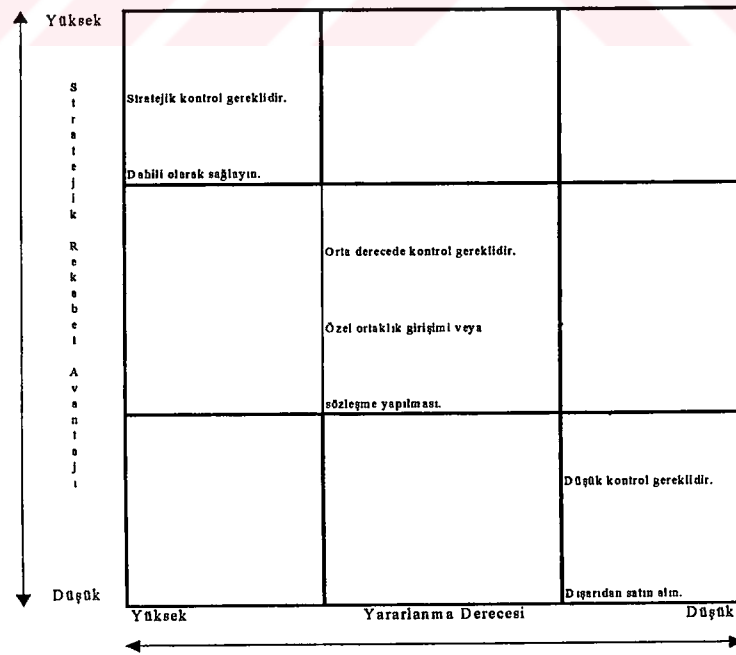 Yüksek
Stratejik Rekabet Avantajı
Stratejik kontrol gereklidir.
Dahili olarak sağlayın.
Orta derecede kontrol gereklidir.
Özel ortaklık girişimi veya
sözleşme yapılması.
Düşük kontrol gereklidir.
Dışarıdan satın alın.
Düşük
Yüksek
Yararlanma Derecesi
Düşük